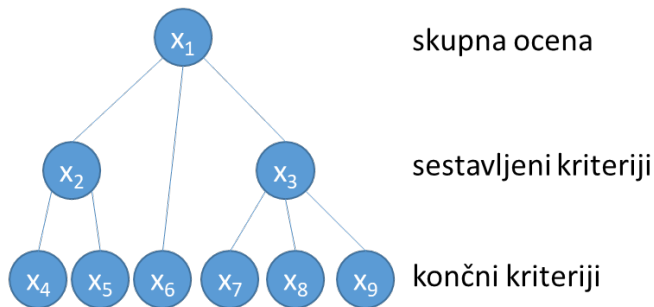 x₁ skupna ocena
x₂ x₃ sestavljeni kriteriji
x₄ x₅ x₆ x₇ x₈ x₉ končni kriteriji